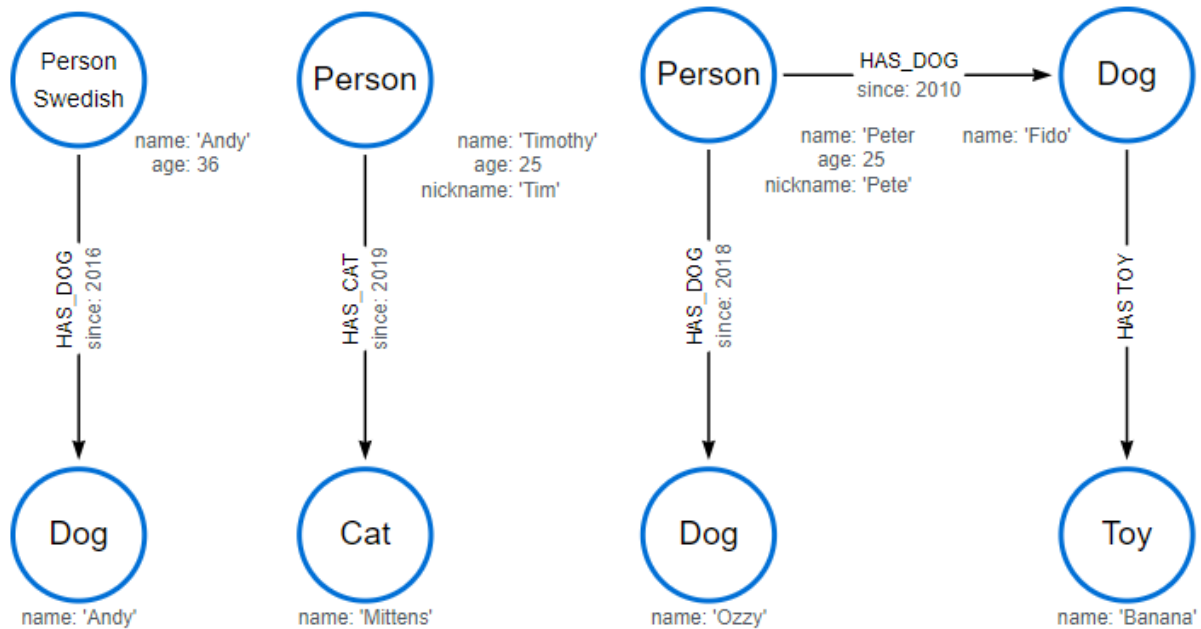 Person
Swedish
name: 'Andy'
age: 36
HAS_DOG
since: 2016
Dog
name: 'Andy'
Person
name: 'Timothy'
age: 25
nickname: 'Tim'
HAS_CAT
since: 2019
Cat
name: 'Mittens'
Person
name: 'Peter
age: 25
nickname: 'Pete'
HAS_DOG
since: 2010
HAS_DOG
since: 2018
Dog
name: 'Ozzy'
Dog
name: 'Fido'
HAS TOY
Toy
name: 'Banana'